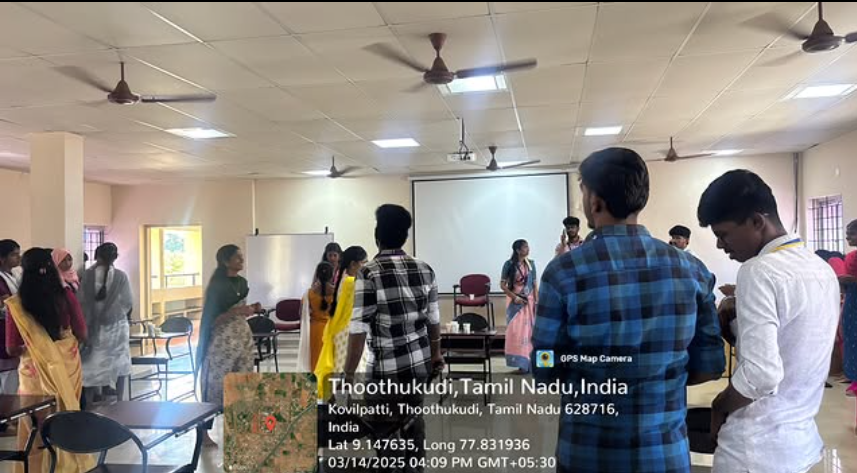 GPS Map Camera
Thoothukudi,Tamil Nadu,India
Kovilpatti, Thoothukudi, Tamil Nadu 628716,
India
Lat 9.147635, Long 77.831936
03/14/2025 04:09 PM GMT+05:30